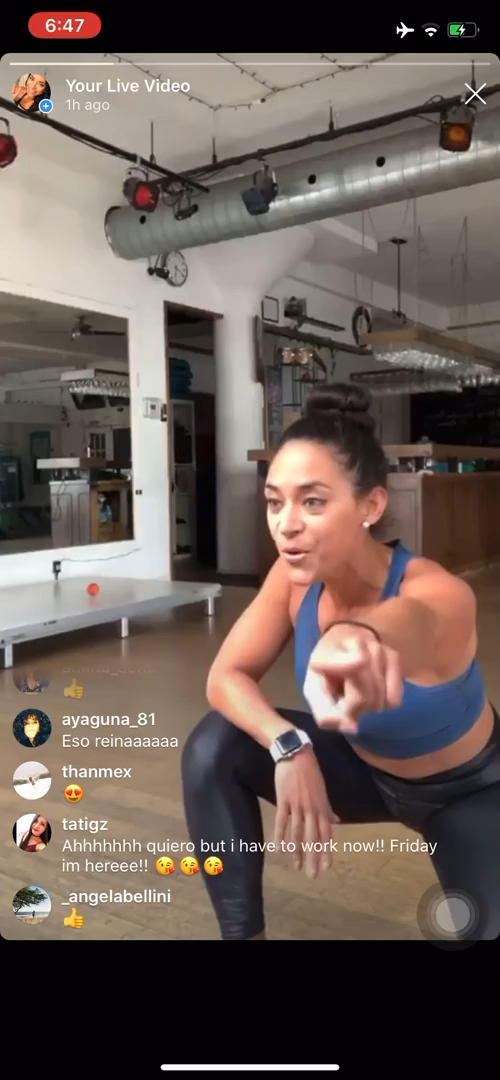 6:47
Your Live Video
1h ago
👍
ayaguna_81
Eso reinaaaaaa
thanmex
😍
tatigz
Ahhhhhhh quiero but i have to work now!! Friday
im hereee!! 😘😘😘
_angelabellini
👍